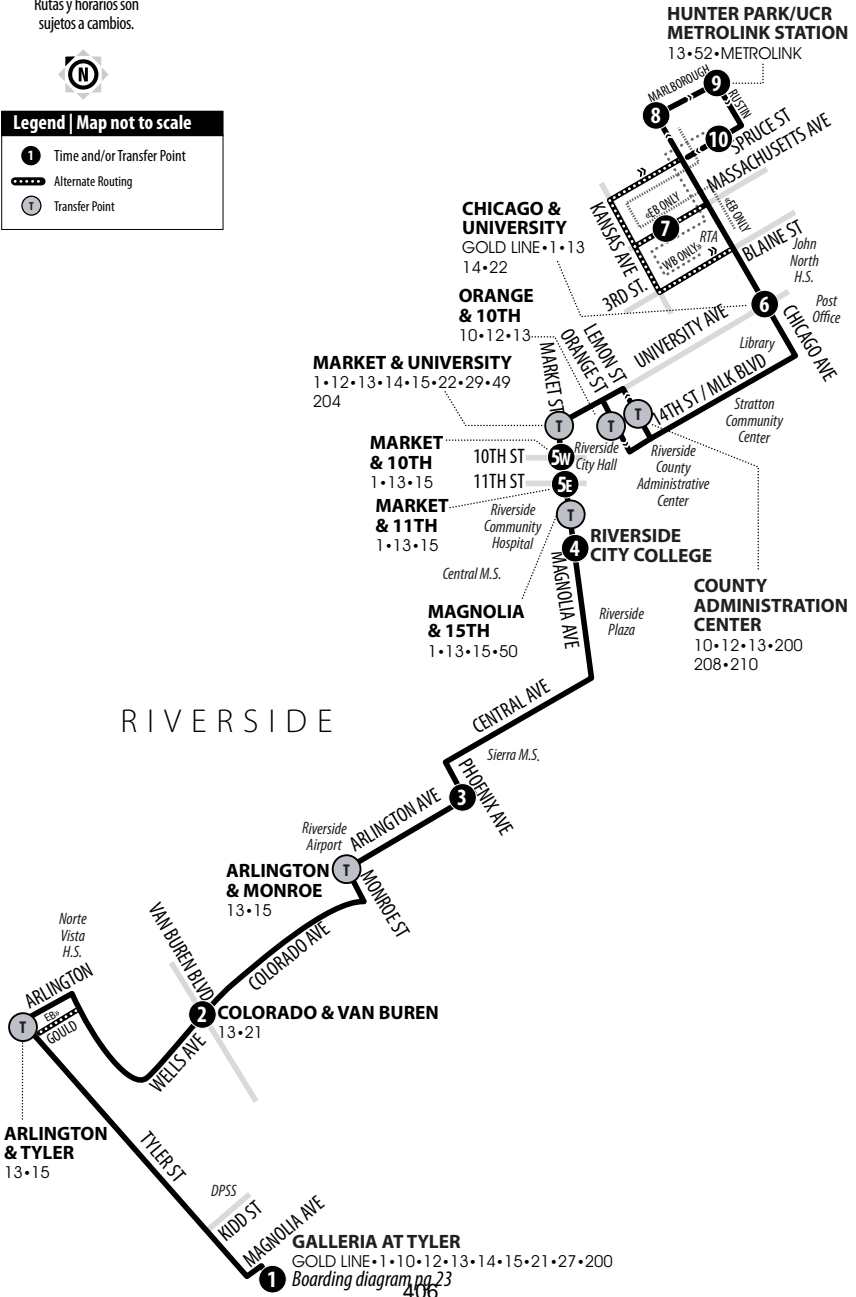 Rutas y horarios son
sujetos a cambios.
N
Legend | Map not to scale
1 Time and/or Transfer Point
Alternate Routing
T Transfer Point
HUNTER PARK/UCR
METROLINK STATION
13•52•METROLINK
MARLBOROUGH
9
RUSTIN
8
10
SPRUCE ST
MASSACHUSETTS AVE
«EB ONLY
«EB ONLY
KANSAS AVE
7
RTA
WB ONLY»
BLAINE ST
3RD ST.
John
North
H.S.
CHICAGO &
UNIVERSITY
GOLD LINE•1•13
14•22
6
Post
Office
CHICAGO AVE
Library
UNIVERSITY AVE
ORANGE
& 10TH
10•12•13
LEMON ST
ORANGE ST
MARKET ST
14TH ST / MLK BLVD
Stratton
Community
Center
MARKET & UNIVERSITY
1•12•13•14•15•22•29•49
204
T
T
T
Riverside
City Hall
Riverside
County
Administrative
Center
MARKET
& 10TH
1•13•15
10TH ST
5W
11TH ST
5E
MARKET
& 11TH
1•13•15
Riverside
Community
Hospital
T
4
RIVERSIDE
CITY COLLEGE
Central M.S.
MAGNOLIA AVE
MAGNOLIA
& 15TH
1•13•15•50
Riverside
Plaza
COUNTY
ADMINISTRATION
CENTER
10•12•13•200
208•210
RIVERSIDE
CENTRAL AVE
Sierra M.S.
PHOENIX AVE
3
ARLINGTON AVE
Riverside
Airport
T
ARLINGTON
& MONROE
13•15
MONROE ST
COLORADO AVE
VAN BUREN BLVD
Norte
Vista
H.S.
ARLINGTON
EB»
GOULD
T
2
COLORADO & VAN BUREN
13•21
WELLS AVE
ARLINGTON
& TYLER
13•15
TYLER ST
DPSS
KIDD ST
MAGNOLIA AVE
GALLERIA AT TYLER
GOLD LINE•1•10•12•13•14•15•21•27•200
1
Boarding diagram pg.23
406